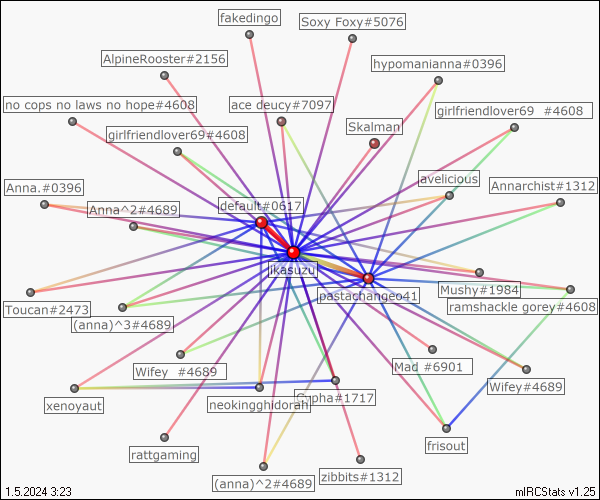 fakedingo
Soxy Foxy#5076
AlpineRooster#2156
hypomanianna#0396
no cops no laws no hope#4608
ace deucy#7097
girlfriendlover69 #4608
girlfriendlover69#4608
Skalman
avelicious
Anna.#0396
Annarchist#1312
Anna^2#4689
default#0617
ikasuzu
pastachangeo41
Mushy#1984
Toucan#2473
ramshackle gorey#4608
(anna)^3#4689
Wifey #4689
Mad #6901
Wifey#4689
xenoyaut
neokingghidorah
#1717
frisout
rattgaming
zibbits#1312
(anna)^2#4689
1.5.2024 3:23
mIRCStats v1.25